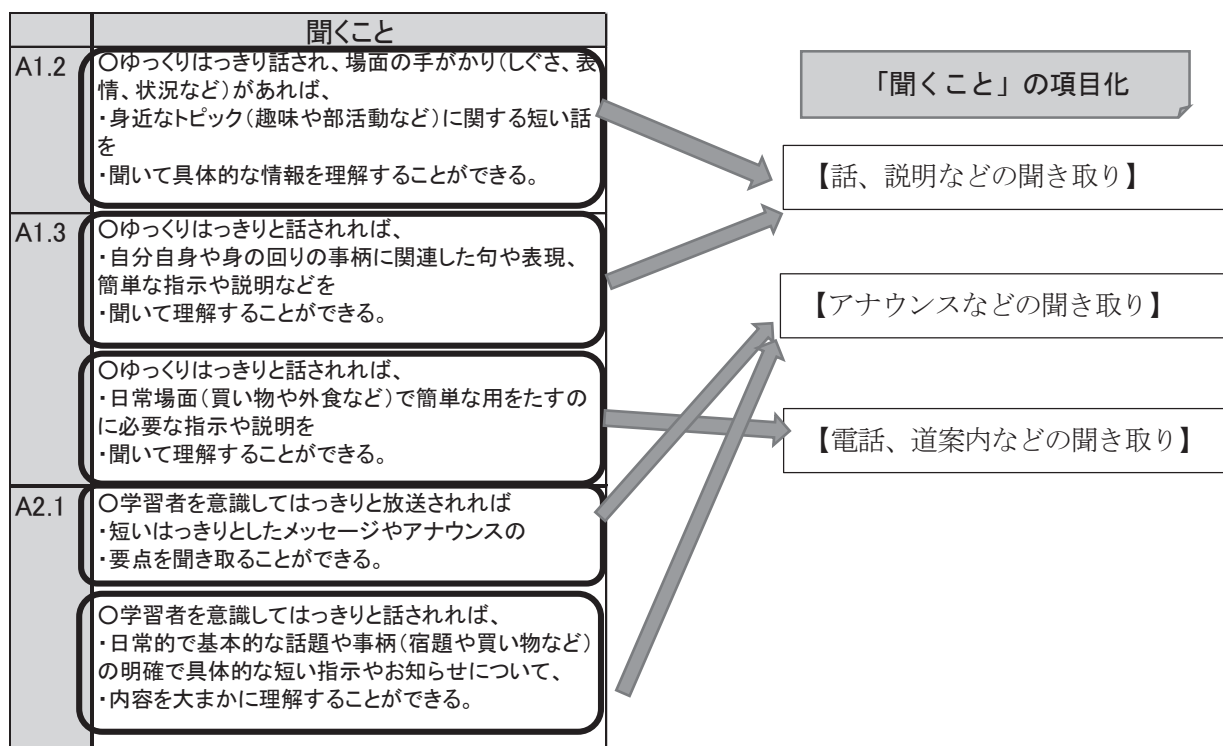 聞くこと
A1.2
○ゆっくりはっきり話され、場面の手がかり(しぐさ、表
情、状況など)があれば、
・身近なトピック(趣味や部活動など)に関する短い話
を
・聞いて具体的な情報を理解することができる。
A1.3
○ゆっくりはっきりと話されれば、
・自分自身や身の回りの事柄に関連した句や表現、
簡単な指示や説明などを
・聞いて理解することができる。
○ゆっくりはっきりと話されれば、
・日常場面(買い物や外食など)で簡単な用をたすの
に必要な指示や説明を
・聞いて理解することができる。
A2.1
○学習者を意識してはっきりと放送されれば
・短いはっきりとしたメッセージやアナウンスの
・要点を聞き取ることができる。
○学習者を意識してはっきりと話されれば、
・日常的で基本的な話題や事柄(宿題や買い物など)
の明確で具体的な短い指示やお知らせについて、
・内容を大まかに理解することができる。
「聞くこと」の項目化
【話、説明などの聞き取り】
【アナウンスなどの聞き取り】
【電話、道案内などの聞き取り】